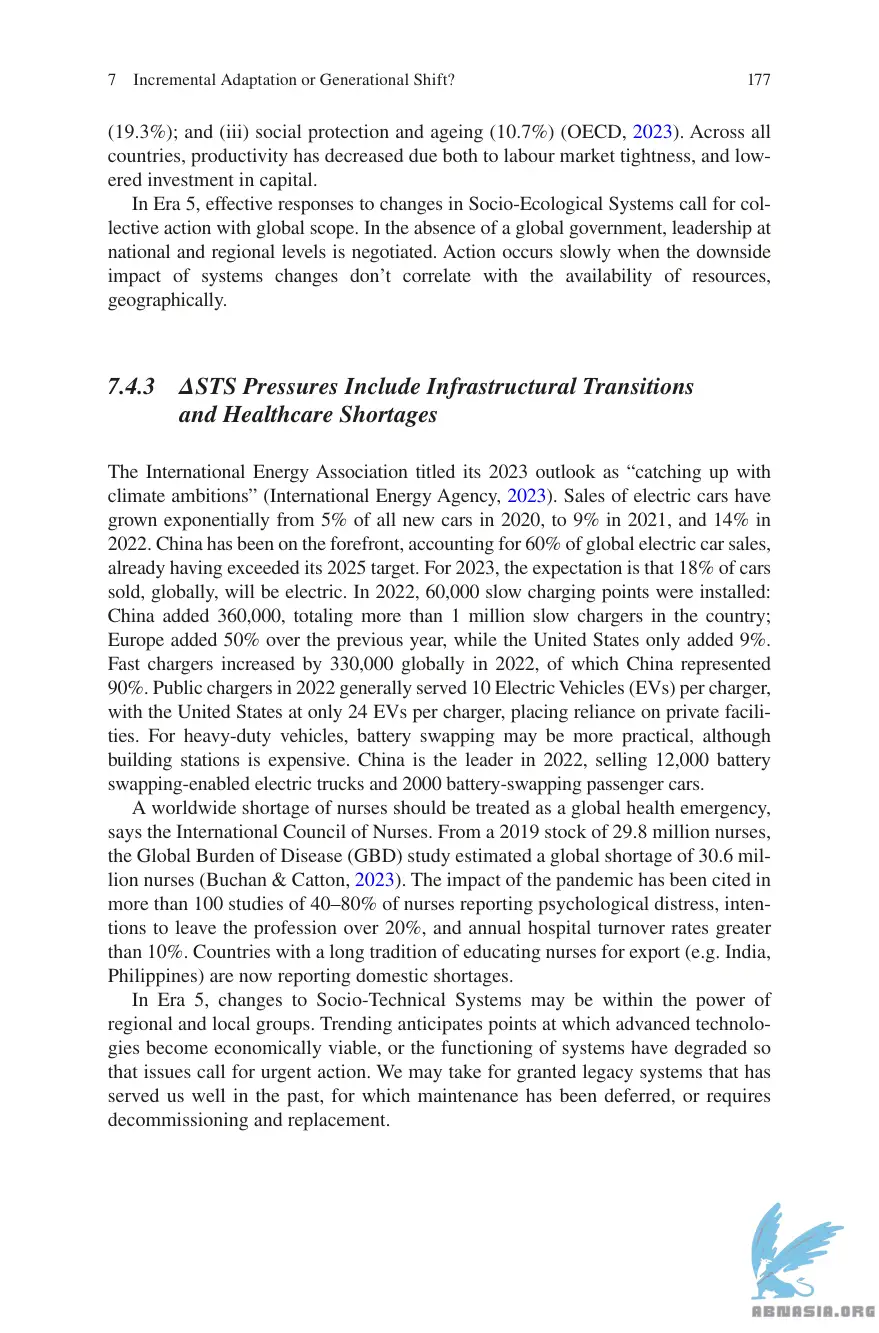 7 Incremental Adaptation or Generational Shift? 177
(19.3%); and (iii) social protection and ageing (10.7%) (OECD, 2023). Across all
countries, productivity has decreased due both to labour market tightness, and low-
ered investment in capital.
In Era 5, effective responses to changes in Socio-Ecological Systems call for col-
lective action with global scope. In the absence of a global government, leadership at
national and regional levels is negotiated. Action occurs slowly when the downside
impact of systems changes don’t correlate with the availability of resources,
geographically.
7.4.3 ΔSTS Pressures Include Infrastructural Transitions
and Healthcare Shortages
The International Energy Association titled its 2023 outlook as “catching up with
climate ambitions” (International Energy Agency, 2023). Sales of electric cars have
grown exponentially from 5% of all new cars in 2020, to 9% in 2021, and 14% in
2022. China has been on the forefront, accounting for 60% of global electric car sales,
already having exceeded its 2025 target. For 2023, the expectation is that 18% of cars
sold, globally, will be electric. In 2022, 60,000 slow charging points were installed:
China added 360,000, totaling more than 1 million slow chargers in the country;
Europe added 50% over the previous year, while the United States only added 9%.
Fast chargers increased by 330,000 globally in 2022, of which China represented
90%. Public chargers in 2022 generally served 10 Electric Vehicles (EVs) per charger,
with the United States at only 24 EVs per charger, placing reliance on private facili-
ties. For heavy-duty vehicles, battery swapping may be more practical, although
building stations is expensive. China is the leader in 2022, selling 12,000 battery
swapping-enabled electric trucks and 2000 battery-swapping passenger cars.
A worldwide shortage of nurses should be treated as a global health emergency,
says the International Council of Nurses. From a 2019 stock of 29.8 million nurses,
the Global Burden of Disease (GBD) study estimated a global shortage of 30.6 mil-
lion nurses (Buchan & Catton, 2023). The impact of the pandemic has been cited in
more than 100 studies of 40–80% of nurses reporting psychological distress, inten-
tions to leave the profession over 20%, and annual hospital turnover rates greater
than 10%. Countries with a long tradition of educating nurses for export (e.g. India,
Philippines) are now reporting domestic shortages.
In Era 5, changes to Socio-Technical Systems may be within the power of
regional and local groups. Trending anticipates points at which advanced technolo-
gies become economically viable, or the functioning of systems have degraded so
that issues call for urgent action. We may take for granted legacy systems that has
served us well in the past, for which maintenance has been deferred, or requires
decommissioning and replacement.
ABNASIA.ORG